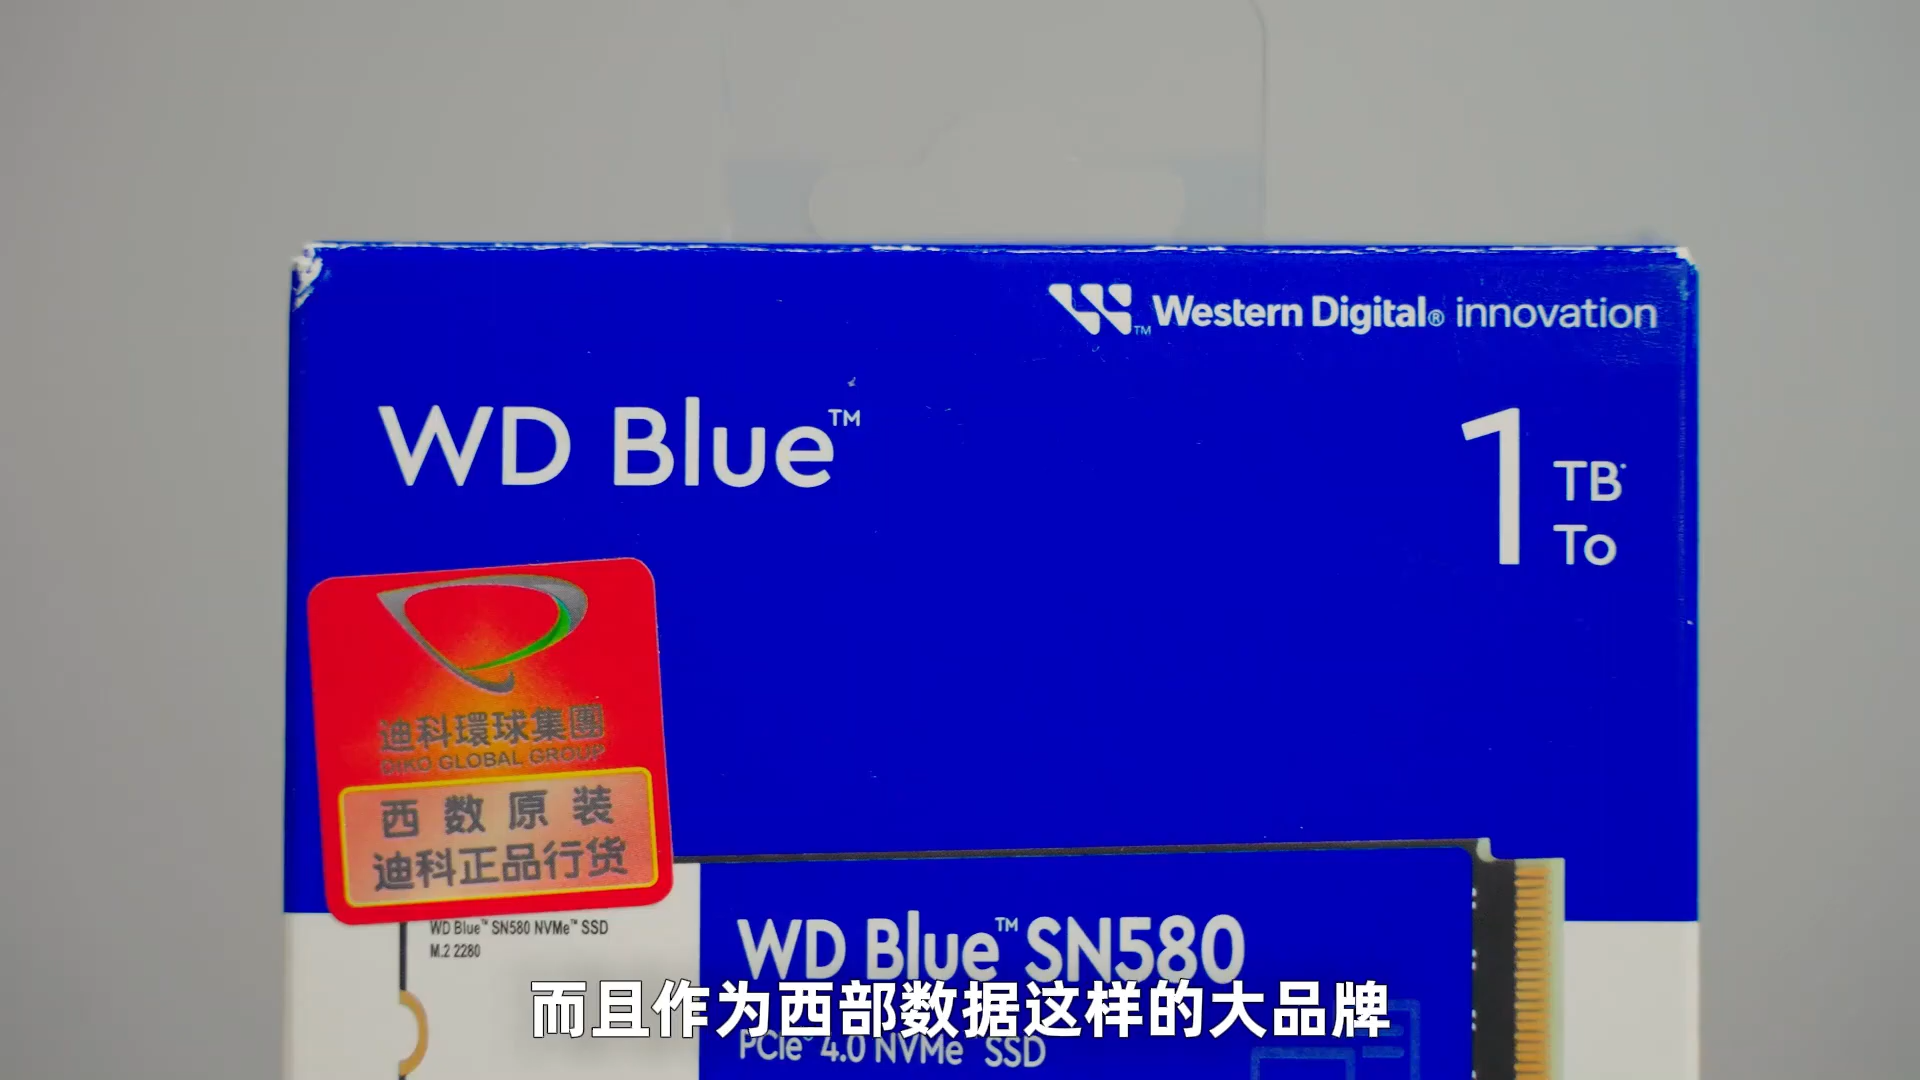 Western Digital® innovation
WD Blue™
1 TB*
To
迪科環球集團
DIKO GLOBAL GROUP
西数原装
迪科正品行货
WD Blue™ SN580 NVMe™ SSD
M.2 2280
WD Blue™ SN580
PCIe® 4.0 NVMe™ SSD
而且作为西部数据这样的大品牌